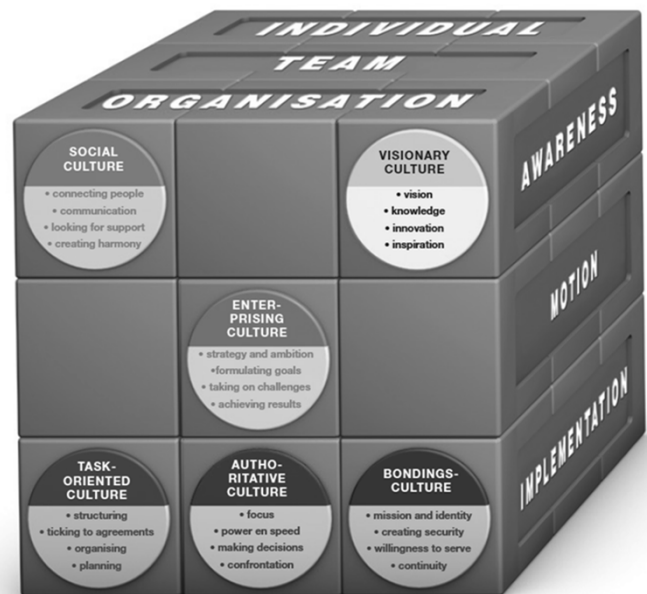 INDIVIDUAL
TEAM
ORGANISATION
AWARENESS
MOTION
IMPLEMENTATION
SOCIAL
CULTURE
• connecting people
• communication
• looking for support
• creating harmony
VISIONARY
CULTURE
• vision
• knowledge
• innovation
• inspiration
ENTER-
PRISING
CULTURE
• strategy and ambition
•formulating goals
• taking on challenges
• achieving results
TASK-
ORIENTED
CULTURE
• structuring
• ticking to agreements
• organising
• planning
AUTHO-
RITATIVE
CULTURE
• focus
• power en speed
• making decisions
• confrontation
BONDINGS-
CULTURE
• mission and identity
• creating security
• willingness to serve
• continuity